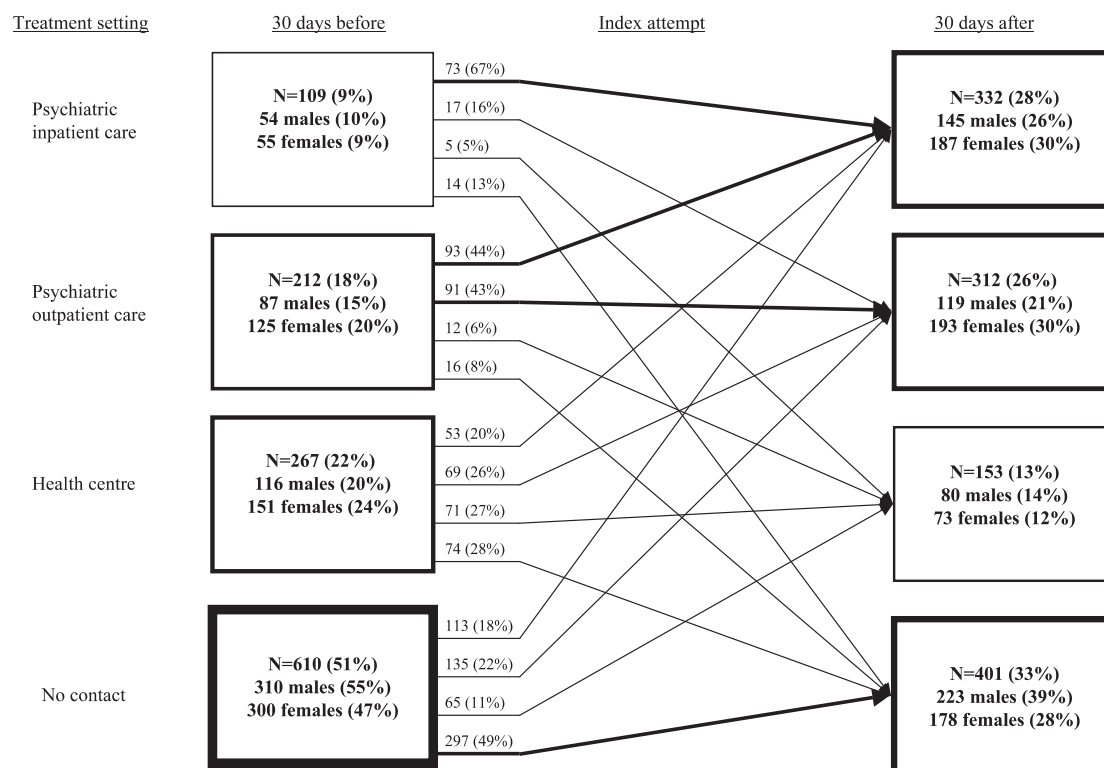 Treatment setting
30 days before
Index attempt
30 days after
Psychiatric
inpatient care
N=109 (9%)
54 males (10%)
55 females (9%)
73 (67%)
17 (16%)
5 (5%)
14 (13%)
N=332 (28%)
145 males (26%)
187 females (30%)
Psychiatric
outpatient care
N=212 (18%)
87 males (15%)
125 females (20%)
93 (44%)
91 (43%)
12 (6%)
16 (8%)
N=312 (26%)
119 males (21%)
193 females (30%)
Health centre
N=267 (22%)
116 males (20%)
151 females (24%)
53 (20%)
69 (26%)
71 (27%)
74 (28%)
N=153 (13%)
80 males (14%)
73 females (12%)
No contact
N=610 (51%)
310 males (55%)
300 females (47%)
113 (18%)
135 (22%)
65 (11%)
297 (49%)
N=401 (33%)
223 males (39%)
178 females (28%)